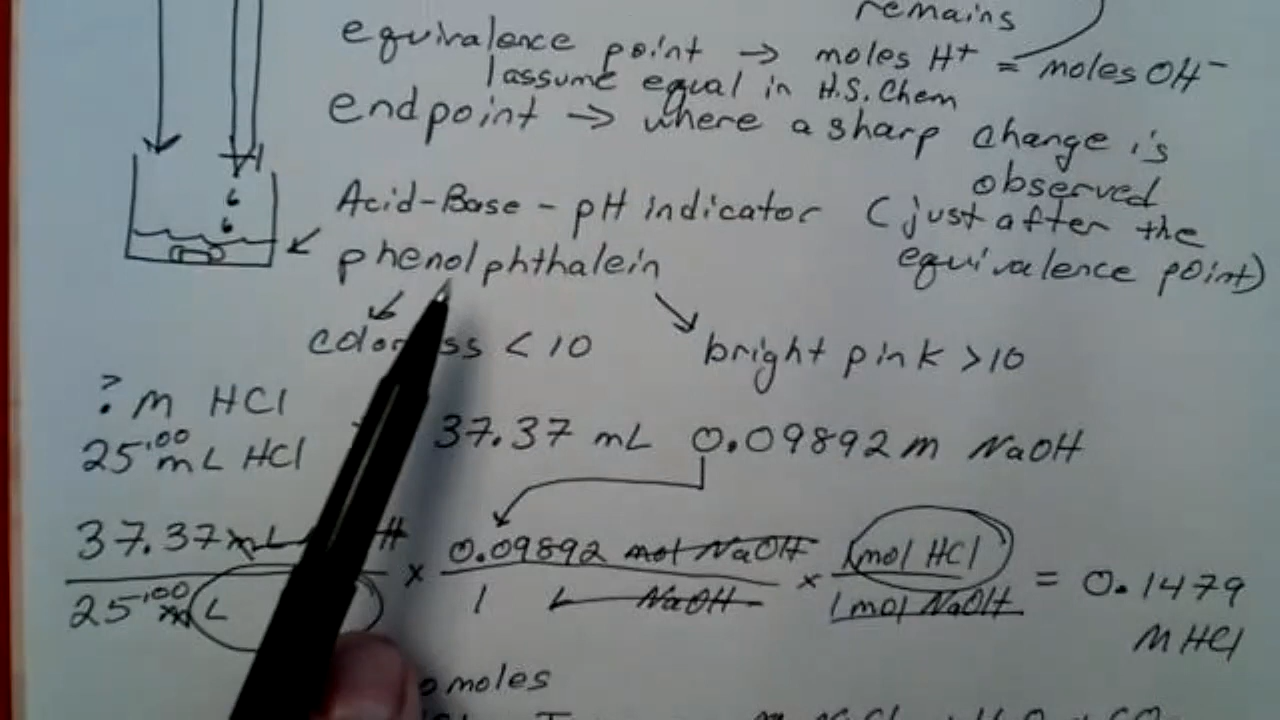 remains
equivalence point → moles H⁺ = moles OH⁻
assume equal in H.S. Chem
endpoint → where a sharp change is observed
Acid-Base - pH indicator (just after the equivalence point)
phenolphthalein
< 10
bright pink > 10
? M HCl
25.00 mL HCl
37.37 mL 0.09892 M NaOH
37.37 mL × 0.09892 mol NaOH × 1 mol HCl = 0.1479 M HCl
25.00 mL 1 L NaOH 1 mol NaOH
moles